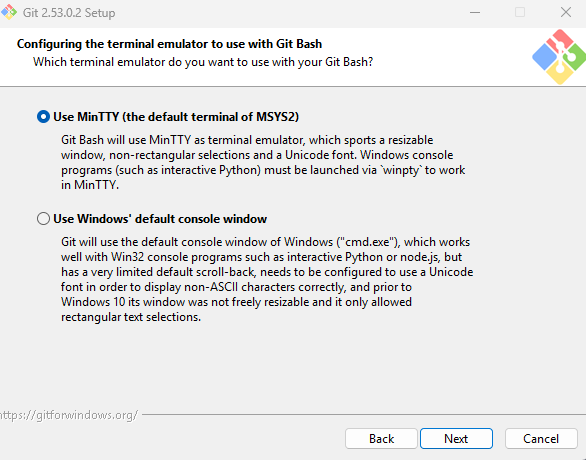 Git 2.53.0.2 Setup
Configuring the terminal emulator to use with Git Bash
Which terminal emulator do you want to use with your Git Bash?
Use MinTTY (the default terminal of MSYS2)
Git Bash will use MinTTY as terminal emulator, which sports a resizable
window, non-rectangular selections and a Unicode font. Windows console
programs (such as interactive Python) must be launched via `winpty` to work
in MinTTY.
Use Windows' default console window
Git will use the default console window of Windows ("cmd.exe"), which works
well with Win32 console programs such as interactive Python or node.js, but
has a very limited default scroll-back, needs to be configured to use a Unicode
font in order to display non-ASCII characters correctly, and prior to
Windows 10 its window was not freely resizable and it only allowed
rectangular text selections.
https://gitforwindows.org/
Back
Next
Cancel